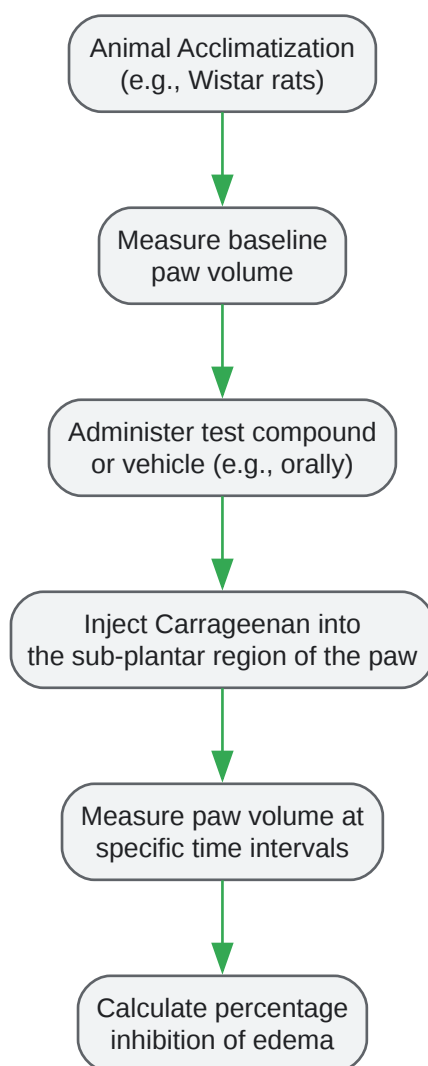 Animal Acclimatization
(e.g., Wistar rats)
Measure baseline
paw volume
Administer test compound
or vehicle (e.g., orally)
Inject Carrageenan into
the sub-plantar region of the paw
Measure paw volume at
specific time intervals
Calculate percentage
inhibition of edema